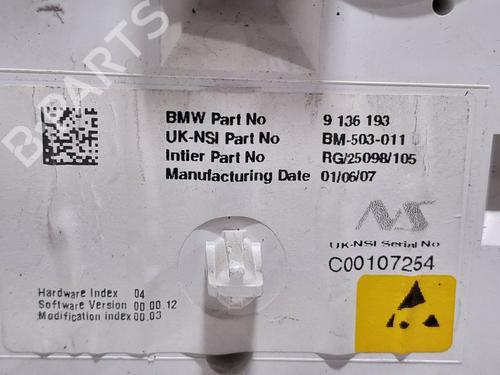 B-PARTS
BMW Part No 9 136 193
UK-NSI Part No BM-503-011
Intier Part No RG/25098/105
Manufacturing Date 01/06/07
NS
UK-NSI Serial No
C00107254
Hardware Index 04
Software Version 00.00.12
Modification index 00.03